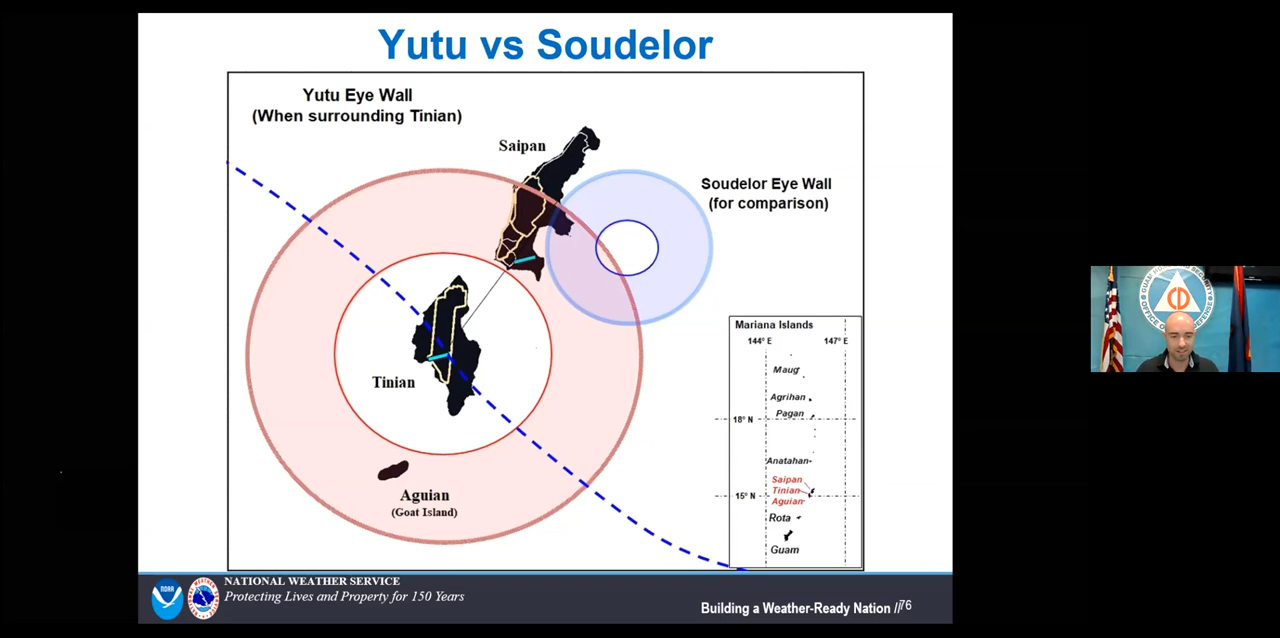 Yutu vs Soudelor
Yutu Eye Wall
(When surrounding Tinian)
Saipan
Soudelor Eye Wall
(for comparison)
Tinian
Aguian
(Goat Island)
Mariana Islands
144° E 147° E
Maug
Agrihan
Pagan
18° N
Anatahan
Saipan
Tinian
15° N
Aguian
Rota
Guam
NOAA
NATIONAL WEATHER SERVICE
Protecting Lives and Property for 150 Years
Building a Weather-Ready Nation // 76